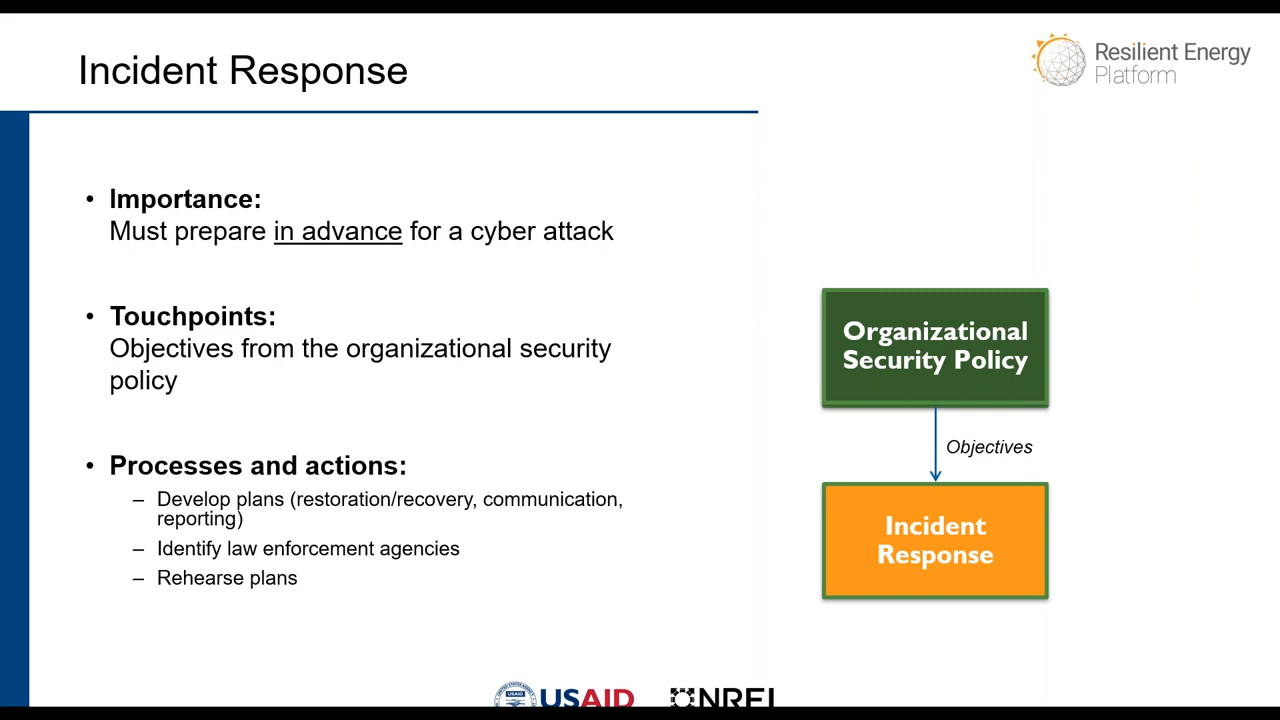 Incident Response
Resilient Energy
Platform
• Importance:
Must prepare in advance for a cyber attack
• Touchpoints:
Objectives from the organizational security
policy
• Processes and actions:
– Develop plans (restoration/recovery, communication,
reporting)
– Identify law enforcement agencies
– Rehearse plans
Organizational
Security Policy
Objectives
Incident
Response
USAID
USAID
NREL